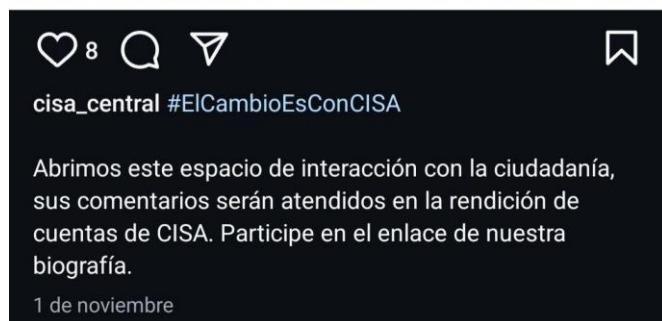 8
cisa_central #ElCambioEsConCISA
Abrimos este espacio de interacción con la ciudadanía,
sus comentarios serán atendidos en la rendición de
cuentas de CISA. Participe en el enlace de nuestra
biografía.
1 de noviembre